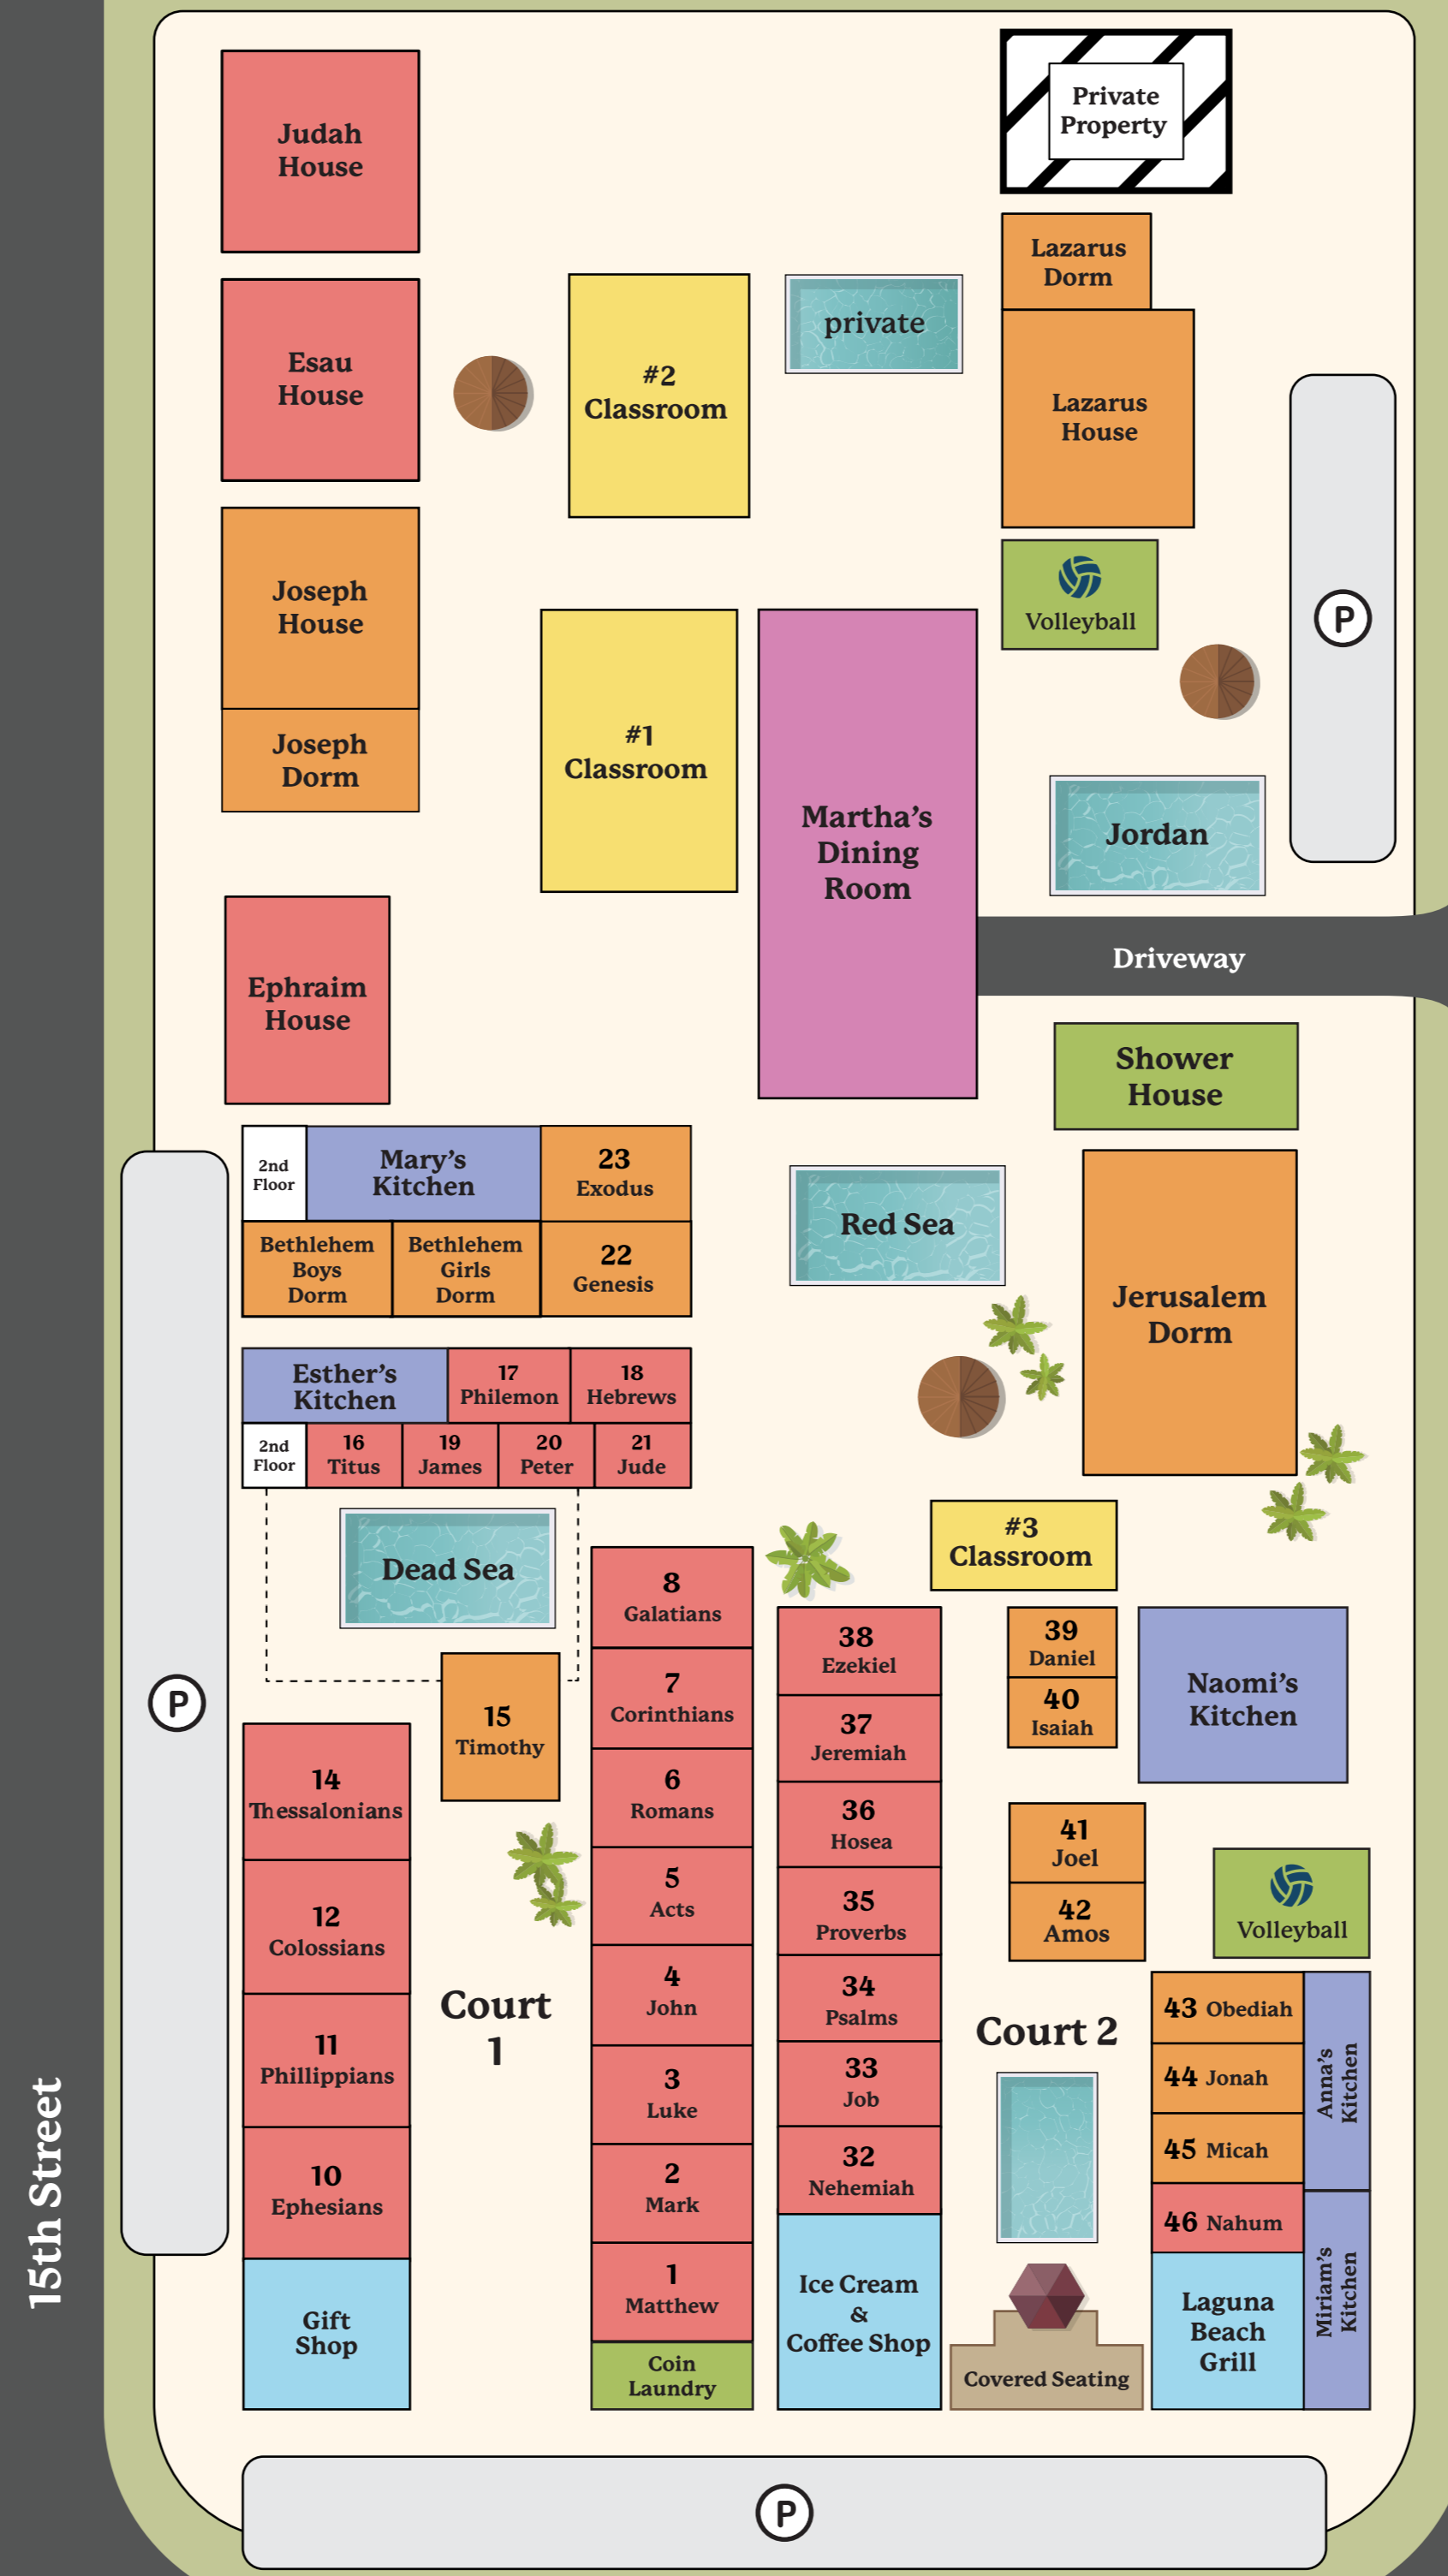 Judah
House
Private
Property
Lazarus
Dorm
Esau
House
#2
Classroom
private
Lazarus
House
Joseph
House
Volleyball
P
Joseph
Dorm
#1
Classroom
Martha's
Dining
Room
Jordan
Ephraim
House
Driveway
Shower
House
2nd
Floor
Mary's
Kitchen
23
Exodus
Bethlehem
Boys
Dorm
Bethlehem
Girls
Dorm
22
Genesis
Red Sea
Jerusalem
Dorm
Esther's
Kitchen
17
Philemon
18
Hebrews
2nd
Floor
16
Titus
19
James
20
Peter
21
Jude
Dead Sea
#3
Classroom
8
Galatians
7
Corinthians
6
Romans
5
Acts
4
John
3
Luke
2
Mark
1
Matthew
Coin
Laundry
P
15
Timothy
14
Thessalonians
12
Colossians
11
Phillippians
10
Ephesians
Gift
Shop
Court
1
38
Ezekiel
37
Jeremiah
36
Hosea
35
Proverbs
34
Psalms
33
Job
32
Nehemiah
Ice Cream
&
Coffee Shop
39
Daniel
40
Isaiah
Naomi's
Kitchen
41
Joel
42
Amos
Volleyball
Court 2
43 Obediah
44 Jonah
45 Micah
46 Nahum
Anna's
Kitchen
Miriam's
Kitchen
Laguna
Beach
Grill
Covered Seating
15th Street
P